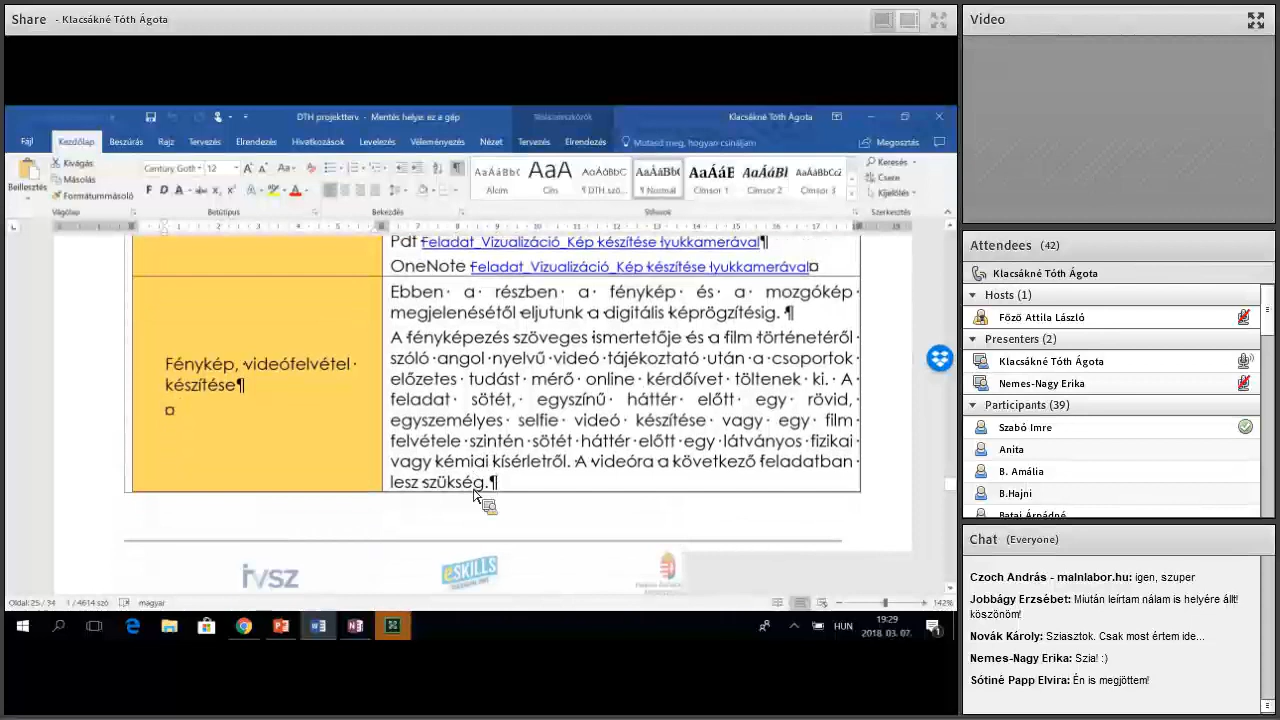 Share - Klacsákné Tóth Ágota
DTH projektterv. - Mentés helye: ez a gép
Táblázateszközök
Klacsákné Tóth Ágota
Fájl Kezdőlap Beszúrás Rajz Tervezés Elrendezés Hivatkozások Levelezés Véleményezés Nézet Tervezés Elrendezés Mutasd meg, hogyan csináljam Megosztás
Beillesztés
Kivágás
Másolás
Formátummásoló
Century Goth 12
AaÁáBbC AaÁ AaÁáBbC AaÁáBbC AaÁáBE AaÁáBl AaÁáBbCz
Alcím Cím ¶ DTH szö... ¶ Normál Címsor 1 Címsor 2 Címsor 3
Keresés
Csere
Kijelölés
Vágólap Betűtípus Bekezdés Stílusok Szerkesztés
Pdf Feladat_Vizualizáció_Kép készítése lyukkamerával¶
OneNote Feladat_Vizualizáció_Kép készítése lyukkamerával¤
Fénykép, videófelvétel
készítése¶
¤
Ebben a részben a fénykép és a mozgókép
megjelenésétől eljutunk a digitális képrögzítésig. ¶
A fényképezés szöveges ismertetője és a film történetéről
szóló angol nyelvű videó tájékoztató után a csoportok
előzetes tudást mérő online kérdőívet töltenek ki. A
feladat sötét, egyszínű háttér előtt egy rövid,
egyszemélyes selfie videó készítése vagy egy film
felvétele szintén sötét háttér előtt egy látványos fizikai
vagy kémiai kísérletről. A videóra a következő feladatban
lesz szükség.¶
ivsz
eSKILLS
Oldal: 25 / 34 1 / 4614 szó magyar
142%
HUN
19:29
2018. 03. 07.
Video
Attendees (42)
Klacsákné Tóth Ágota
Hosts (1)
Főző Attila László
Presenters (2)
Klacsákné Tóth Ágota
Nemes-Nagy Erika
Participants (39)
Szabó Imre
Anita
B. Amália
B.Hajni
Batai Árpádné
Chat (Everyone)
Czoch András - malnlabor.hu: igen, szuper
Jobbágy Erzsébet: Miután leírtam nálam is helyére állt!
köszönöm!
Novák Károly: Sziasztok. Csak most értem ide...
Nemes-Nagy Erika: Szia! :)
Sótiné Papp Elvira: Én is megjöttem!